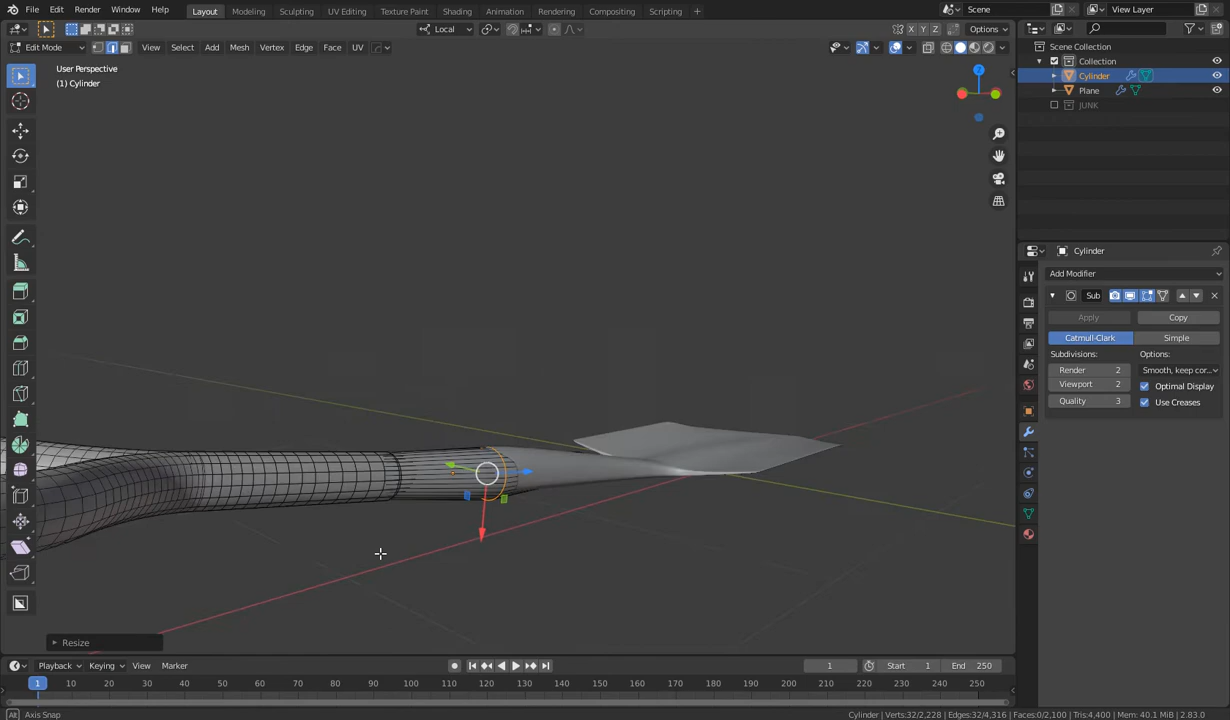 File Edit Render Window Help Layout Modeling Sculpting UV Editing Texture Paint Shading Animation Rendering Compositing Scripting + Scene View Layer
Local X Y Z Options
Edit Mode View Select Add Mesh Vertex Edge Face UV
User Perspective
(1) Cylinder
Scene Collection
Collection
Cylinder
Plane
JUNK
Cylinder
Add Modifier
Sub
Apply Copy
Catmull-Clark Simple
Subdivisions: Options:
Render 2 Smooth, keep cor...
Viewport 2 Optimal Display
Quality 3 Use Creases
Resize
Playback Keying View Marker 1 Start 1 End 250
1 10 20 30 40 50 60 70 80 90 100 110 120 130 140 150 160 170 180 190 200 210 220 230 240 250
Alt Axis Snap Cylinder | Verts:32/2,228 | Edges:32/4,316 | Faces:0/2,100 | Tris:4,400 | Mem: 40.1 MiB | 2.83.0